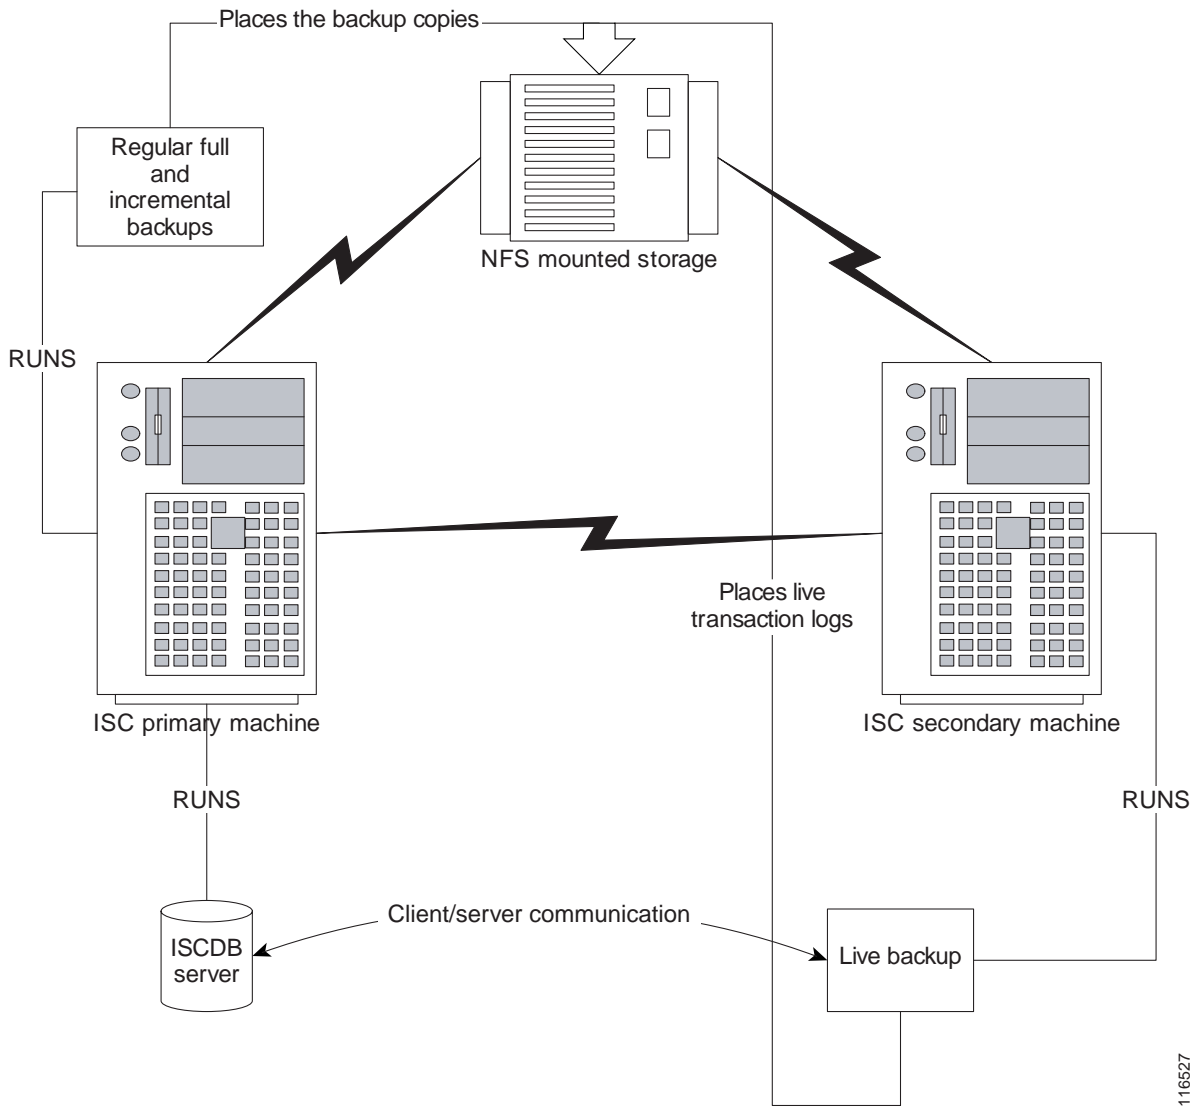 Places the backup copies
Regular full
and
incremental
backups
NFS mounted storage
RUNS
Places live
transaction logs
ISC primary machine
ISC secondary machine
RUNS
RUNS
Client/server communication
ISCDB
server
Live backup
116527